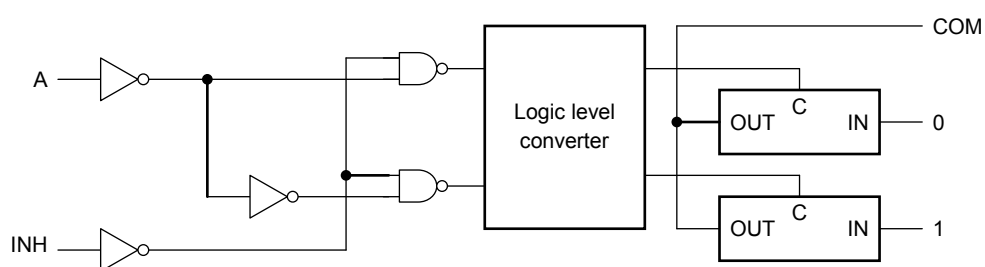 COM
A
Logic level
converter
C
OUT
IN
0
C
OUT
IN
1
INH